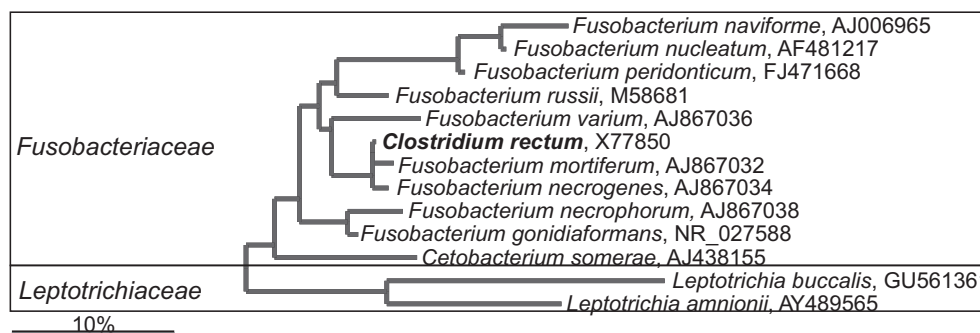 Fusobacterium naviforme, AJ006965
Fusobacterium nucleatum, AF481217
Fusobacterium peridonticum, FJ471668
Fusobacterium russii, M58681
Fusobacterium varium, AJ867036
Clostridium rectum, X77850
Fusobacteriaceae
Fusobacterium mortiferum, AJ867032
Fusobacterium necrogenes, AJ867034
Fusobacterium necrophorum, AJ867038
Fusobacterium gonidiaformans, NR_027588
Cetobacterium somerae, AJ438155
Leptotrichia buccalis, GU56136
Leptotrichiaceae
Leptotrichia amnionii, AY489565
10%